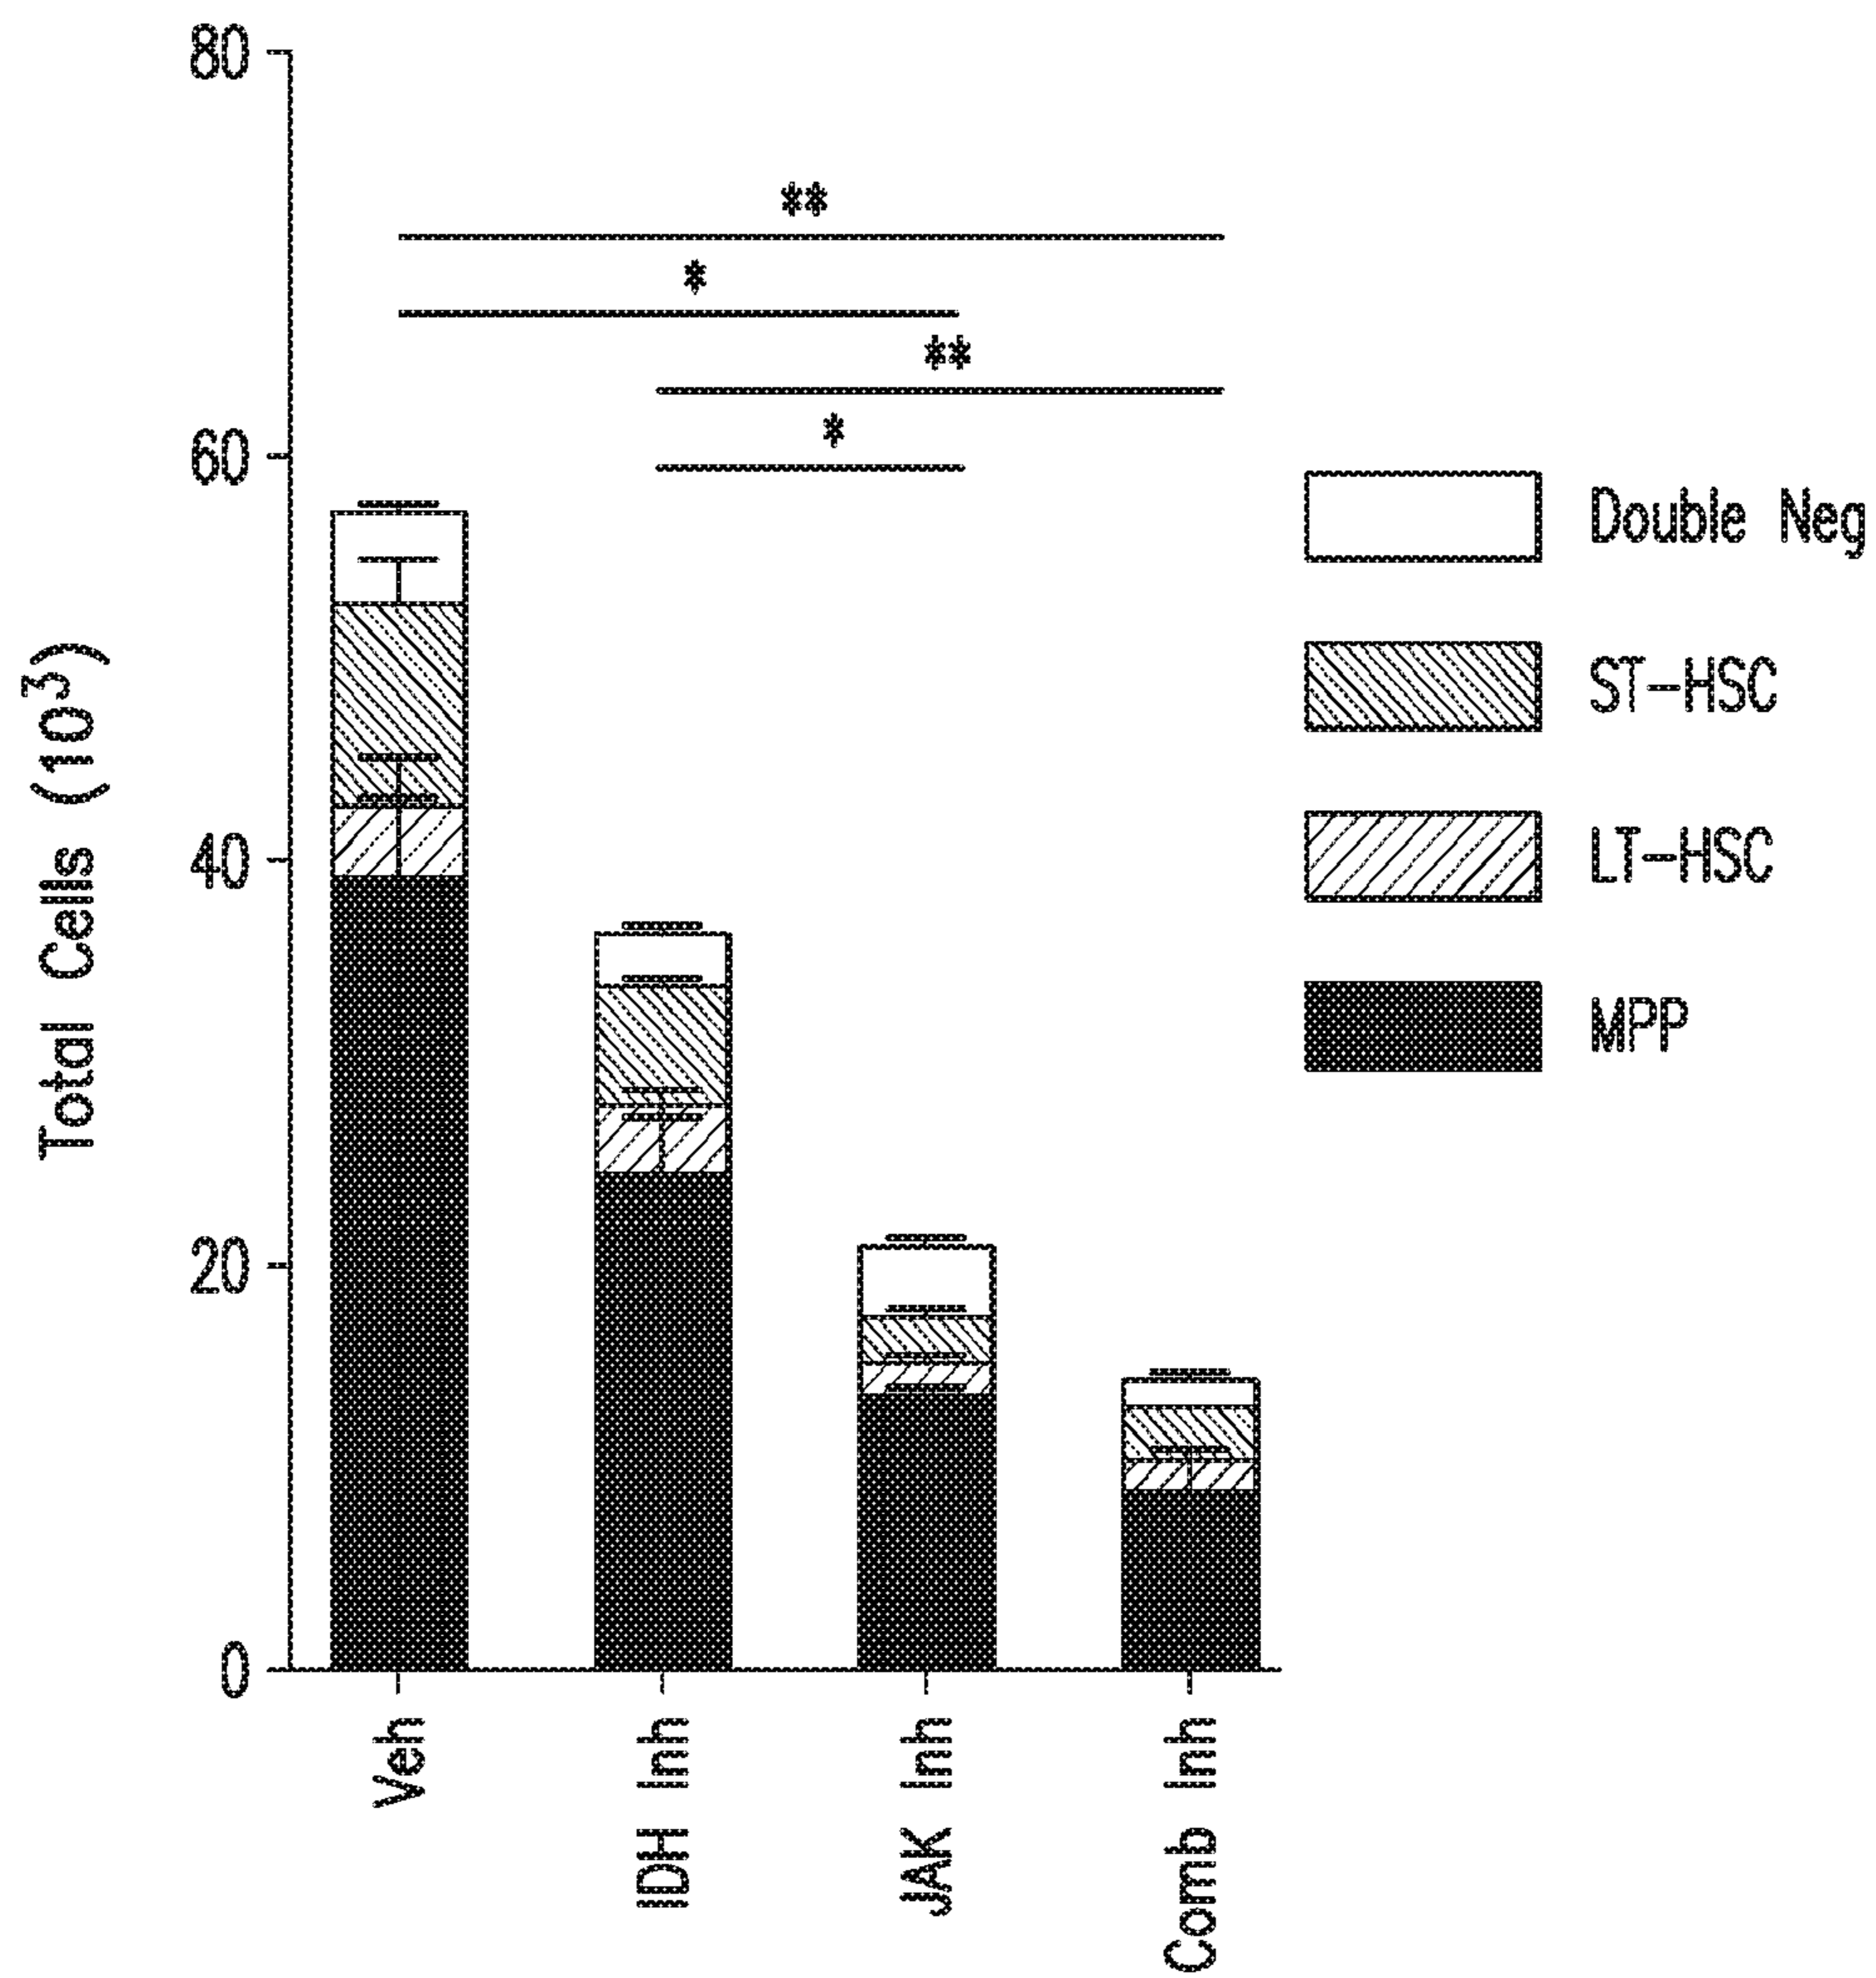 Total Cells (10³)
80
60
40
20
0
**
*
**
*
Double Neg
ST-HSC
LT-HSC
MPP
Veh
IDH Inh
JAK Inh
Comb Inh